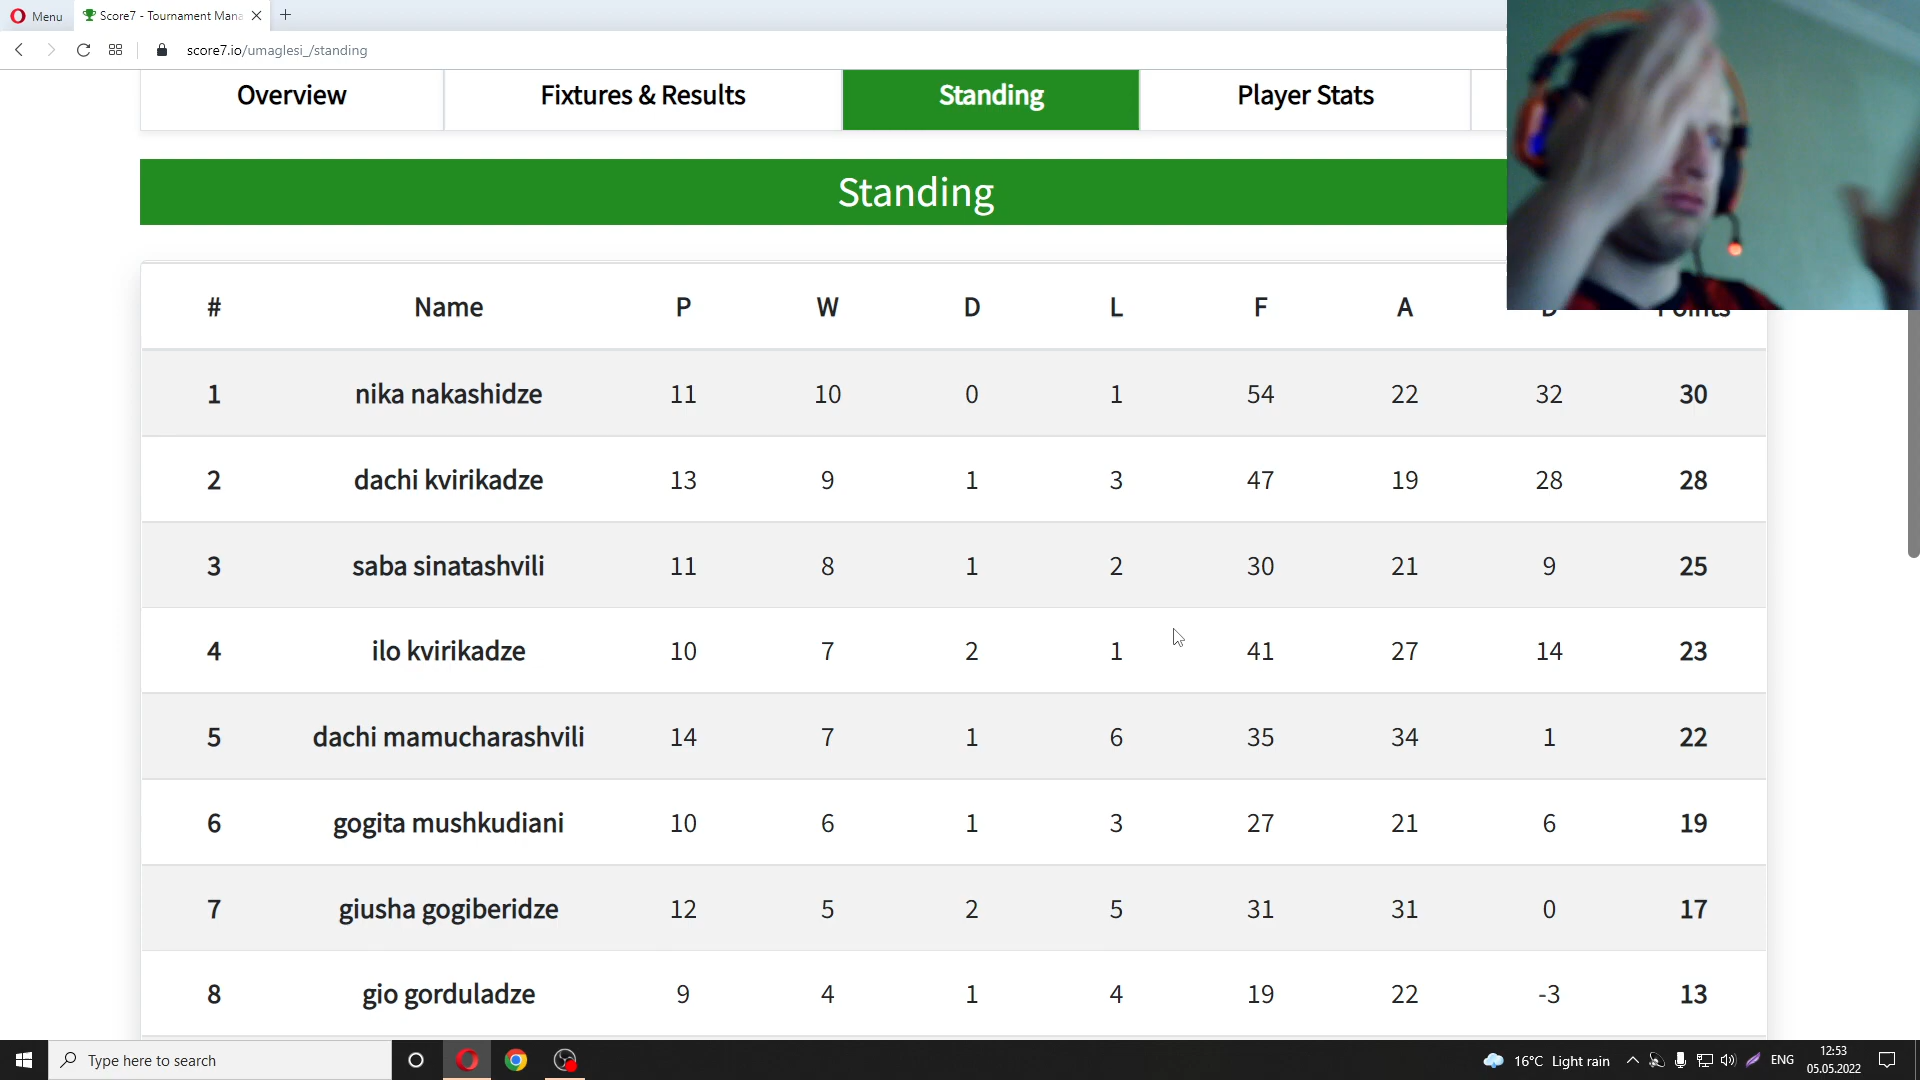 Menu
Score7 - Tournament Mana
score7.io/umaglesi_/standing
Overview Fixtures & Results Standing Player Stats
Standing
# Name P W D L F A D Points
1 nika nakashidze 11 10 0 1 54 22 32 30
2 dachi kvirikadze 13 9 1 3 47 19 28 28
3 saba sinatashvili 11 8 1 2 30 21 9 25
4 ilo kvirikadze 10 7 2 1 41 27 14 23
5 dachi mamucharashvili 14 7 1 6 35 34 1 22
6 gogita mushkudiani 10 6 1 3 27 21 6 19
7 giusha gogiberidze 12 5 2 5 31 31 0 17
8 gio gorduladze 9 4 1 4 19 22 -3 13
Type here to search
16°C Light rain
ENG
12:53
05.05.2022